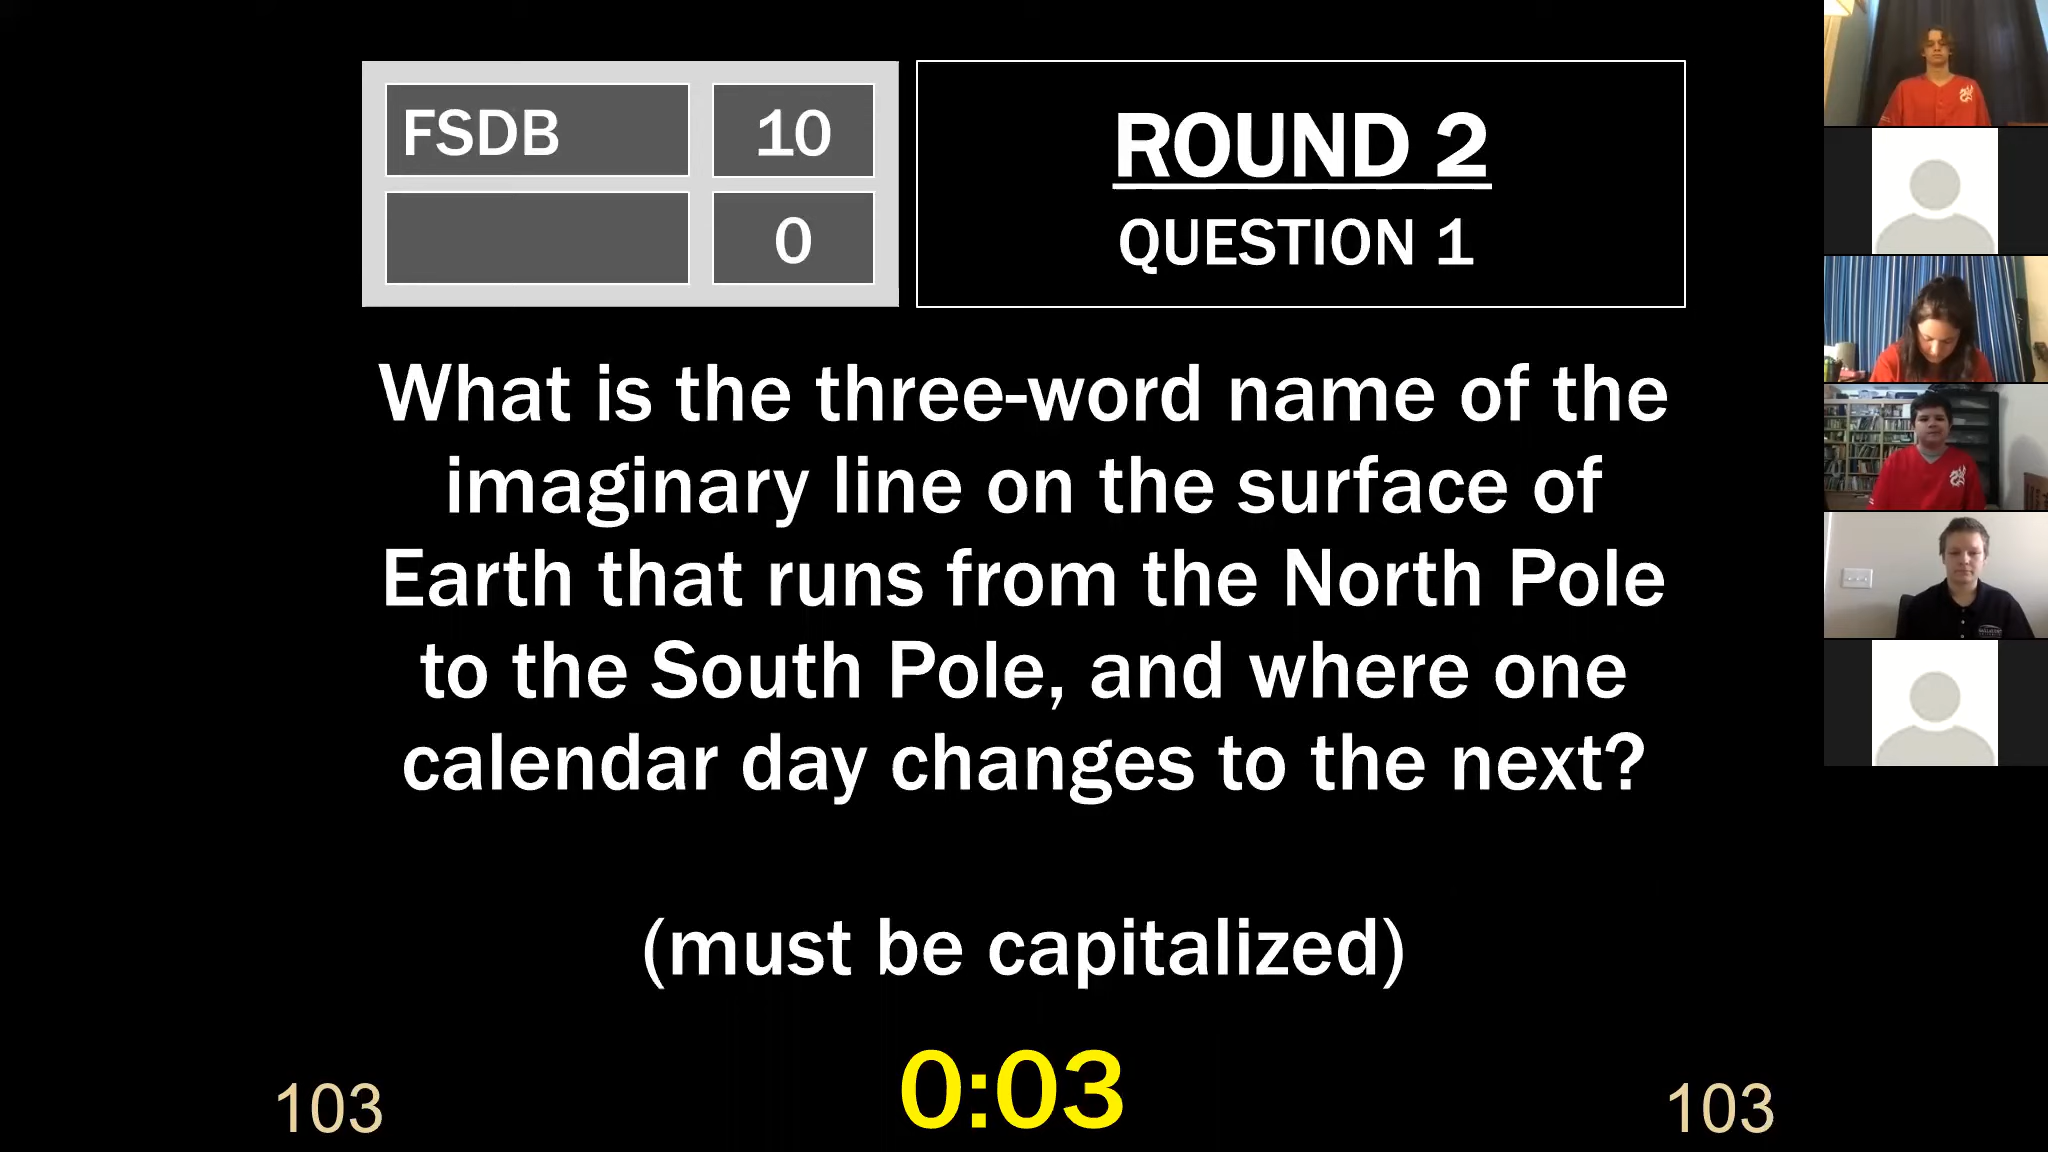 FSDB
10
0
ROUND 2
QUESTION 1
What is the three-word name of the
imaginary line on the surface of
Earth that runs from the North Pole
to the South Pole, and where one
calendar day changes to the next?
(must be capitalized)
103
0:03
103